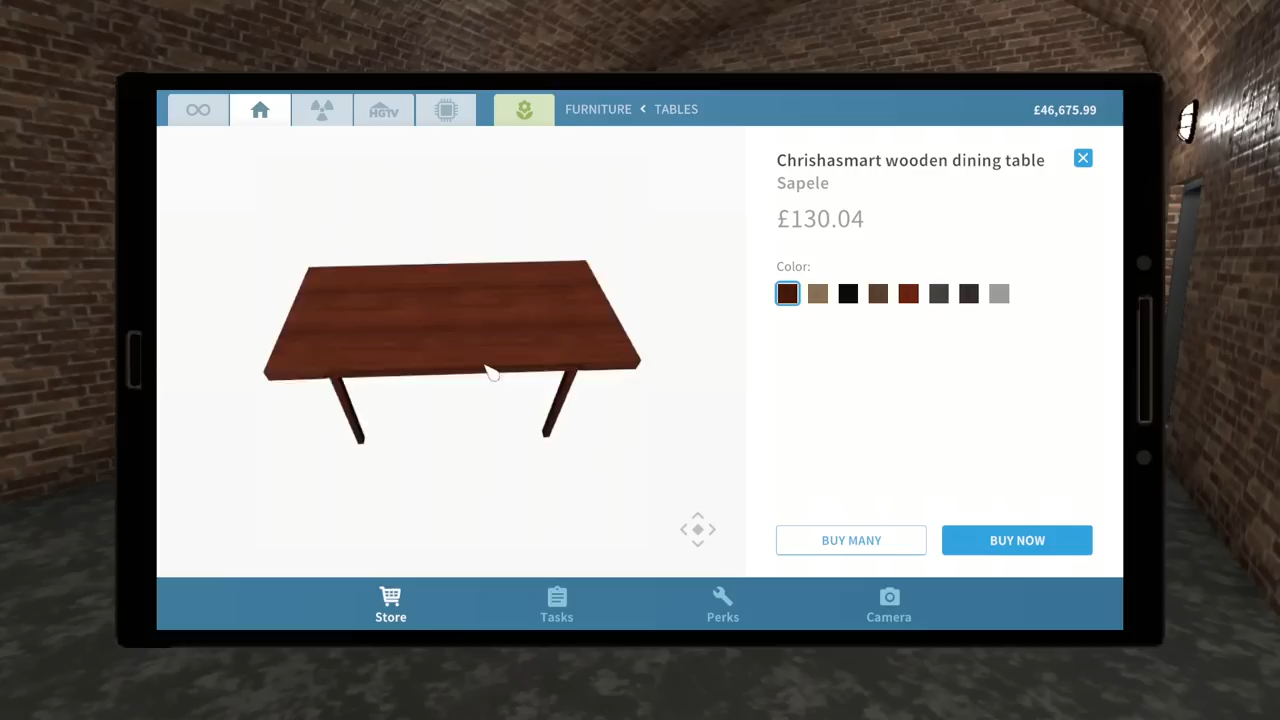 HGTV
FURNITURE < TABLES
£46,675.99
Chrishasmart wooden dining table
Sapele
£130.04
Color:
BUY MANY
BUY NOW
Store
Tasks
Perks
Camera